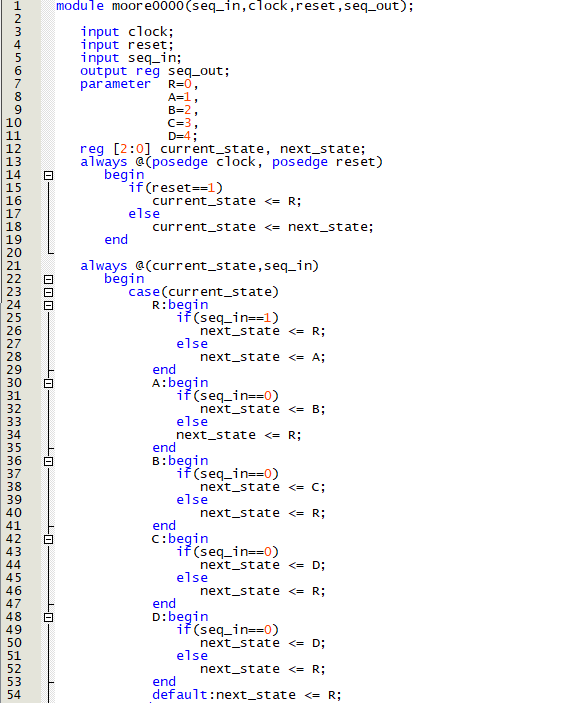 1 module moore0000(seq_in,clock,reset,seq_out);
2
3 input clock;
4 input reset;
5 input seq_in;
6 output reg seq_out;
7 parameter R=0,
8 A=1,
9 B=2,
10 C=3,
11 D=4;
12 reg [2:0] current_state, next_state;
13 always @(posedge clock, posedge reset)
14 begin
15 if(reset==1)
16 current_state <= R;
17 else
18 current_state <= next_state;
19 end
20
21 always @(current_state,seq_in)
22 begin
23 case(current_state)
24 R:begin
25 if(seq_in==1)
26 next_state <= R;
27 else
28 next_state <= A;
29 end
30 A:begin
31 if(seq_in==0)
32 next_state <= B;
33 else
34 next_state <= R;
35 end
36 B:begin
37 if(seq_in==0)
38 next_state <= C;
39 else
40 next_state <= R;
41 end
42 C:begin
43 if(seq_in==0)
44 next_state <= D;
45 else
46 next_state <= R;
47 end
48 D:begin
49 if(seq_in==0)
50 next_state <= D;
51 else
52 next_state <= R;
53 end
54 default:next_state <= R;